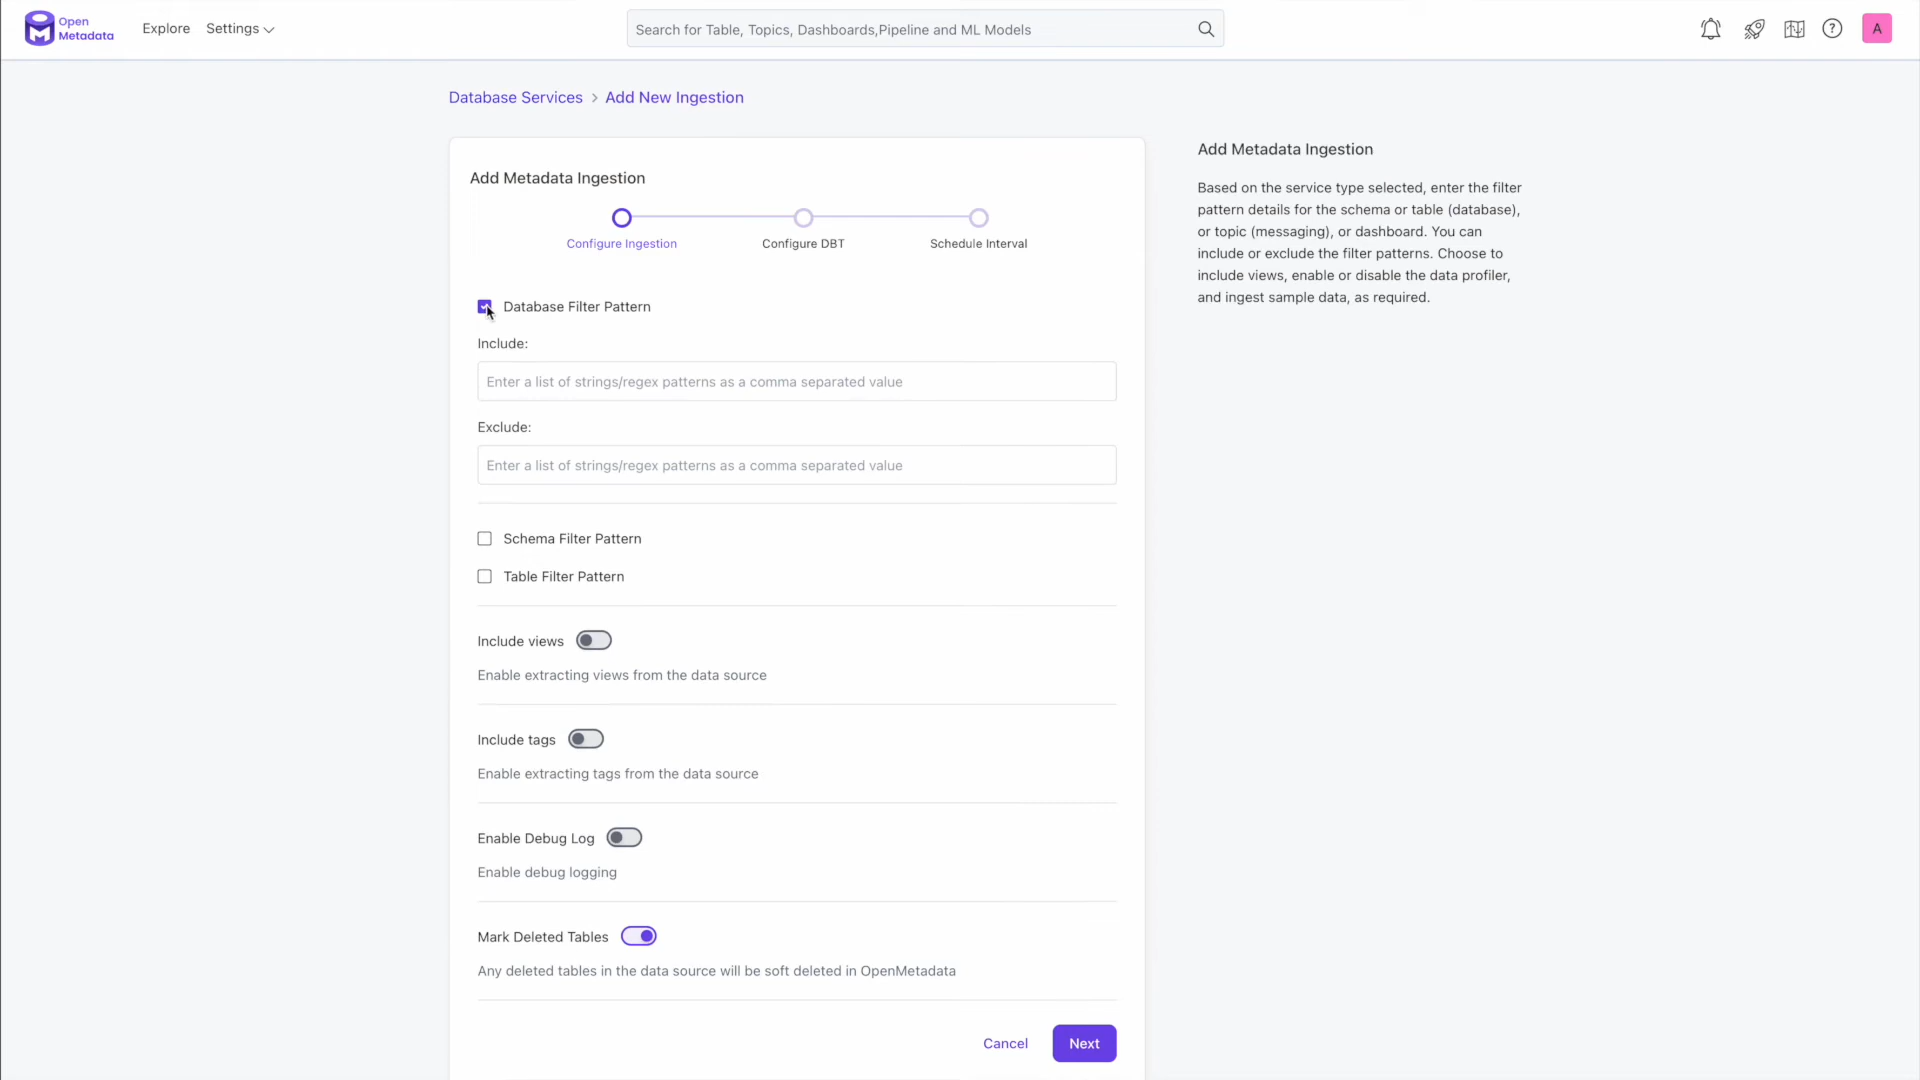 Open
Metadata
Explore
Settings
Search for Table, Topics, Dashboards,Pipeline and ML Models
A
Database Services > Add New Ingestion
Add Metadata Ingestion
Configure Ingestion
Configure DBT
Schedule Interval
Database Filter Pattern
Include:
Enter a list of strings/regex patterns as a comma separated value
Exclude:
Enter a list of strings/regex patterns as a comma separated value
Schema Filter Pattern
Table Filter Pattern
Include views
Enable extracting views from the data source
Include tags
Enable extracting tags from the data source
Enable Debug Log
Enable debug logging
Mark Deleted Tables
Any deleted tables in the data source will be soft deleted in OpenMetadata
Cancel
Next
Add Metadata Ingestion
Based on the service type selected, enter the filter
pattern details for the schema or table (database),
or topic (messaging), or dashboard. You can
include or exclude the filter patterns. Choose to
include views, enable or disable the data profiler,
and ingest sample data, as required.